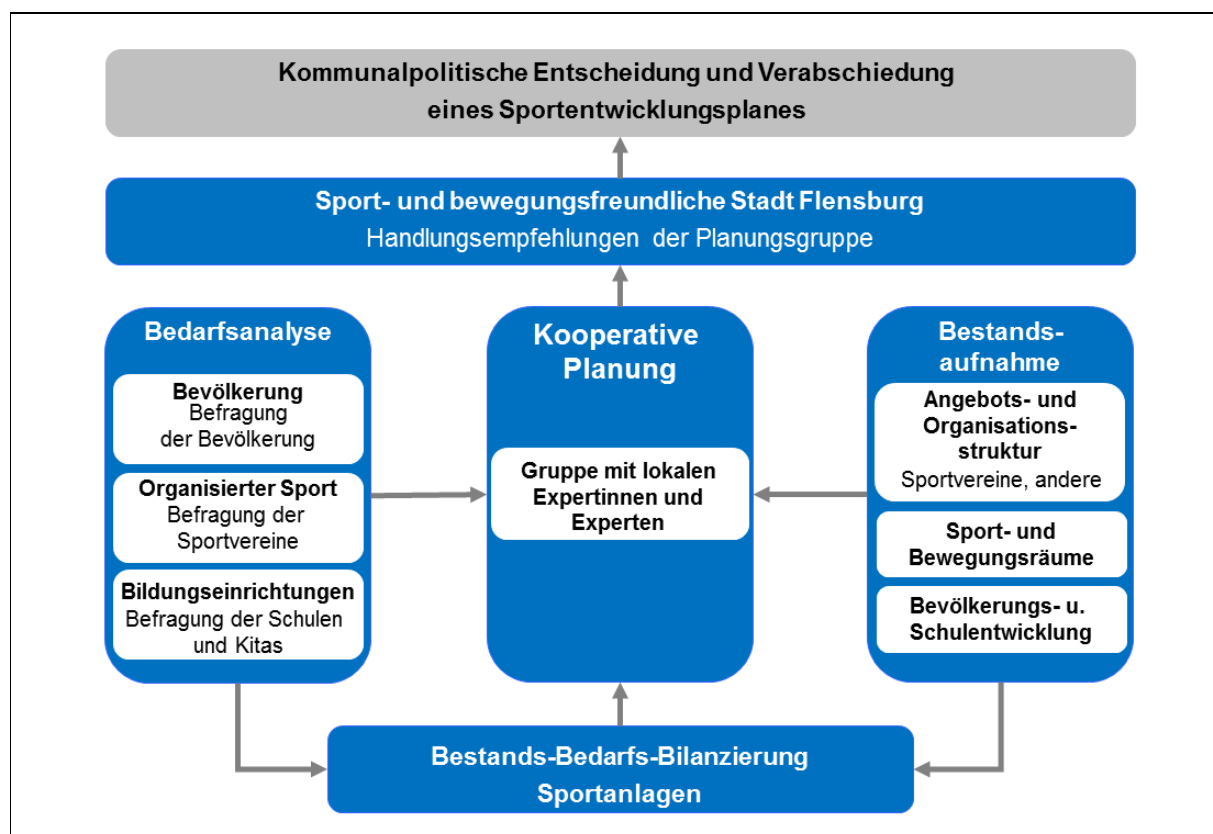 Kommunalpolitische Entscheidung und Verabschiedung
eines Sportentwicklungsplanes
Sport- und bewegungsfreundliche Stadt Flensburg
Handlungsempfehlungen der Planungsgruppe
Bedarfsanalyse
Bevölkerung
Befragung
der Bevölkerung
Organisierter Sport
Befragung der
Sportvereine
Bildungseinrichtungen
Befragung der Schulen
und Kitas
Kooperative
Planung
Gruppe mit lokalen
Expertinnen und
Experten
Bestands-
aufnahme
Angebots- und
Organisations-
struktur
Sportvereine, andere
Sport- und
Bewegungsräume
Bevölkerungs- u.
Schulentwicklung
Bestands-Bedarfs-Bilanzierung
Sportanlagen